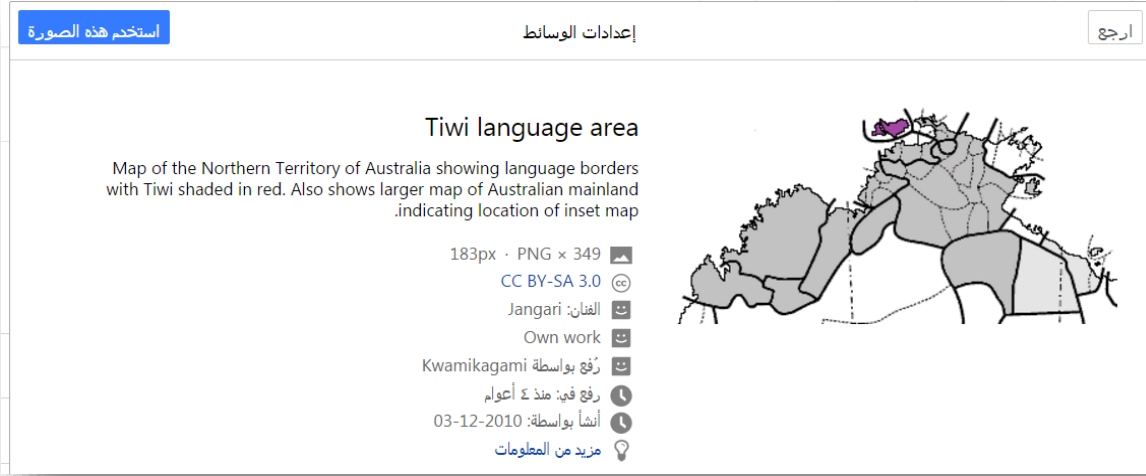 ارجع
إعدادات الوسائط
استخدم هذه الصورة
Tiwi language area
Map of the Northern Territory of Australia showing language borders
with Tiwi shaded in red. Also shows larger map of Australian mainland
.indicating location of inset map
183px · PNG × 349
CC BY-SA 3.0
الفنان: Jangari
Own work
رُفع بواسطة Kwamikagami
رفع في: منذ ٤ أعوام
أنشأ بواسطة: 2010-12-03
مزيد من المعلومات